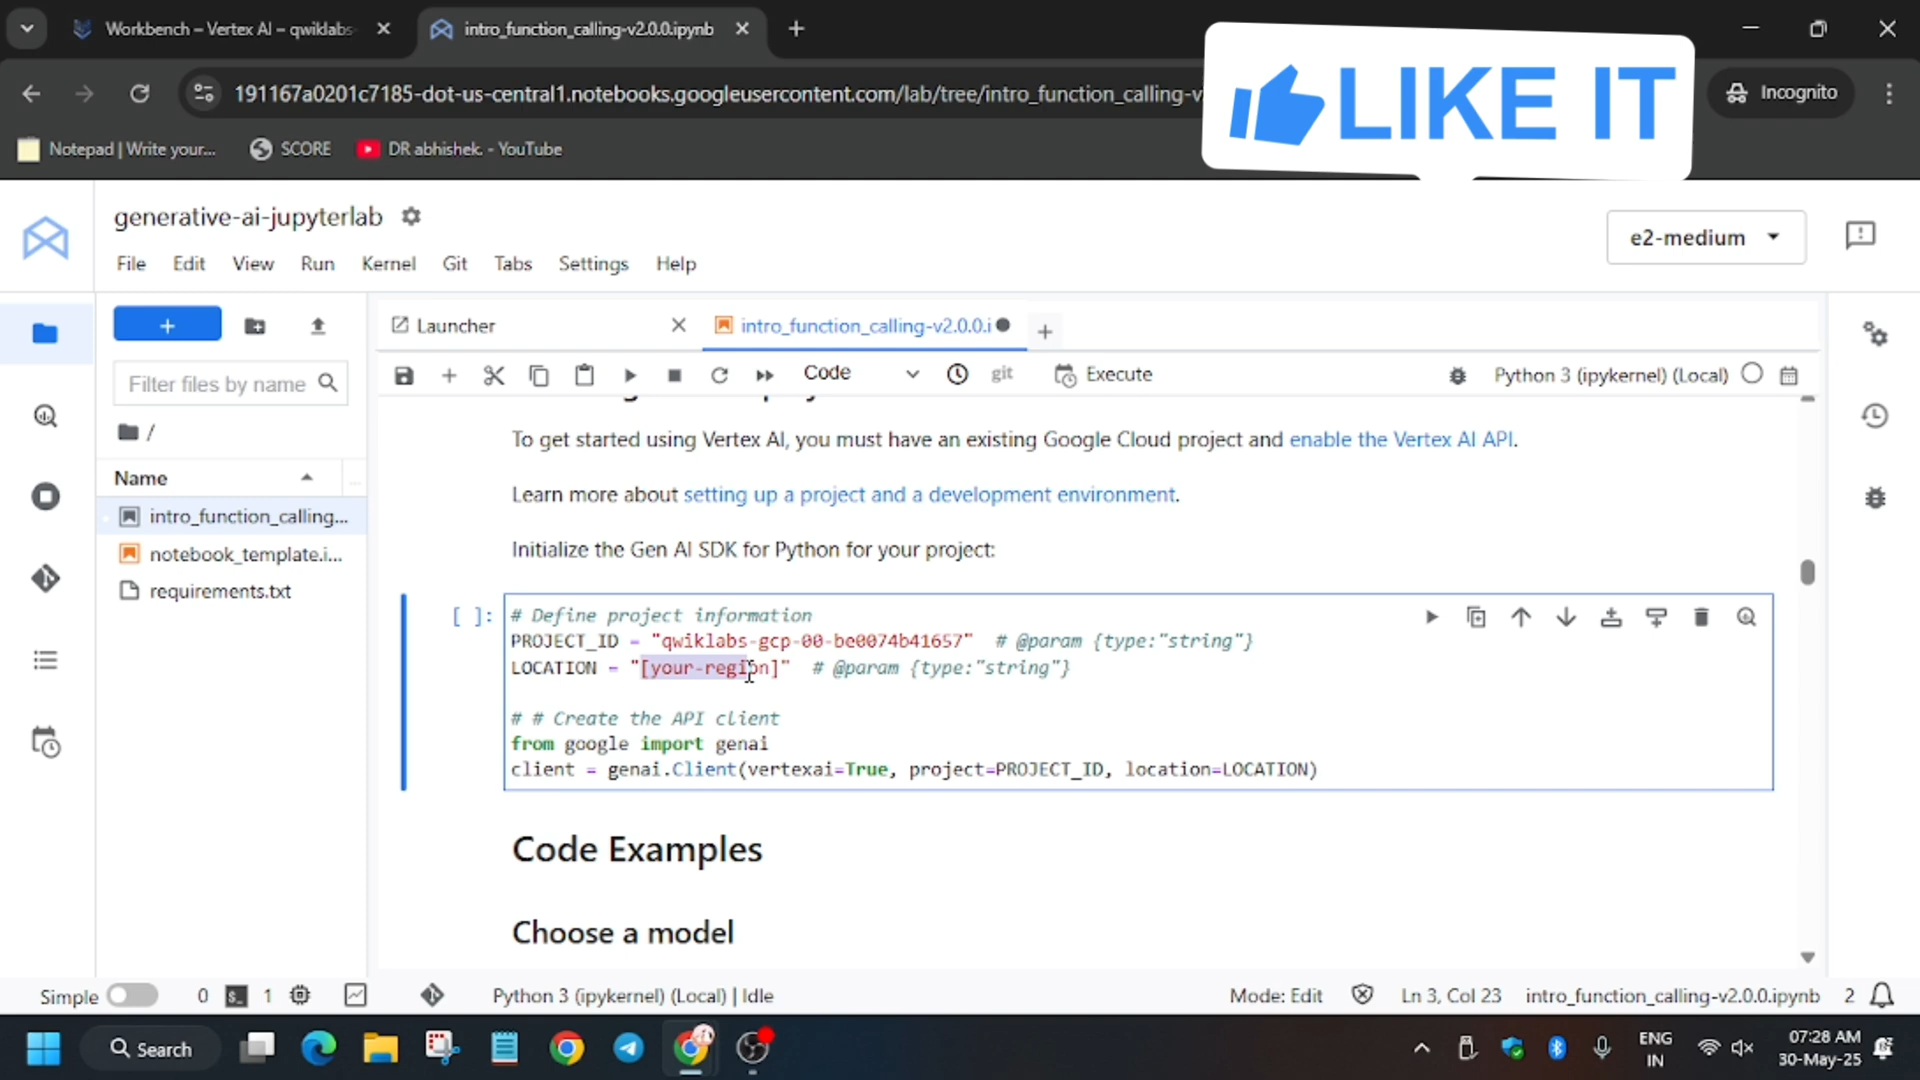 Workbench – Vertex AI – qwiklabs-
intro_function_calling-v2.0.0.ipynb
191167a0201c7185-dot-us-central1.notebooks.googleusercontent.com/lab/tree/intro_function_calling-v
Incognito
LIKE IT
Notepad | Write your...
SCORE
DR abhishek. - YouTube
generative-ai-jupyterlab
e2-medium
File Edit View Run Kernel Git Tabs Settings Help
Launcher
intro_function_calling-v2.0.0.i
Filter files by name
Code
git
Execute
Python 3 (ipykernel) (Local)
/
Name
intro_function_calling...
notebook_template.i...
requirements.txt
To get started using Vertex AI, you must have an existing Google Cloud project and enable the Vertex AI API.
Learn more about setting up a project and a development environment.
Initialize the Gen AI SDK for Python for your project:
[ ]:
# Define project information
PROJECT_ID = "qwiklabs-gcp-00-be0074b41657" # @param {type:"string"}
LOCATION = "[your-region]" # @param {type:"string"}
# # Create the API client
from google import genai
client = genai.Client(vertexai=True, project=PROJECT_ID, location=LOCATION)
Code Examples
Choose a model
Simple
0
1
Python 3 (ipykernel) (Local) | Idle
Mode: Edit
Ln 3, Col 23
intro_function_calling-v2.0.0.ipynb
2
Search
ENG
IN
07:28 AM
30-May-25